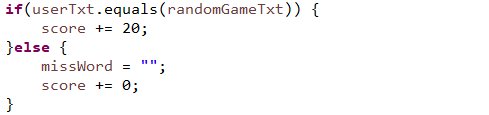 if(userTxt.equals(randomGameTxt)) {
    score += 20;
}else {
    missWord = "";
    score += 0;
}